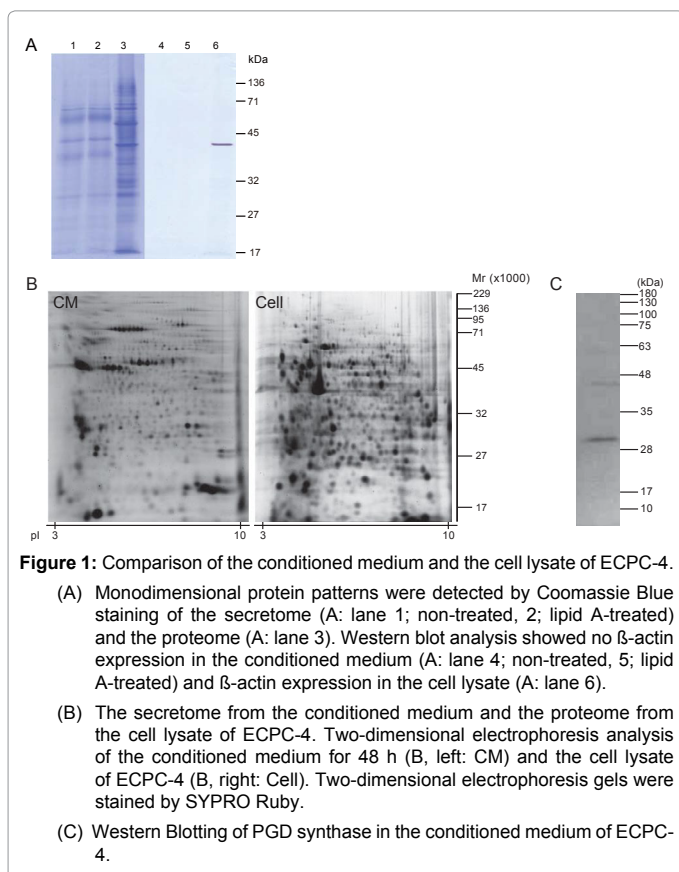 A
1 2 3 4 5 6
kDa
136
71
45
32
27
17
B
CM
Cell
Mr (x1000)
229
136
95
71
45
32
27
17
pI 3 10 3 10
C
(kDa)
180
130
100
75
63
48
35
28
17
10
Figure 1: Comparison of the conditioned medium and the cell lysate of ECPC-4.
(A) Monodimensional protein patterns were detected by Coomassie Blue
staining of the secretome (A: lane 1; non-treated, 2; lipid A-treated)
and the proteome (A: lane 3). Western blot analysis showed no ß-actin
expression in the conditioned medium (A: lane 4; non-treated, 5; lipid
A-treated) and ß-actin expression in the cell lysate (A: lane 6).
(B) The secretome from the conditioned medium and the proteome from
the cell lysate of ECPC-4. Two-dimensional electrophoresis analysis
of the conditioned medium for 48 h (B, left: CM) and the cell lysate
of ECPC-4 (B, right: Cell). Two-dimensional electrophoresis gels were
stained by SYPRO Ruby.
(C) Western Blotting of PGD synthase in the conditioned medium of ECPC-
4.